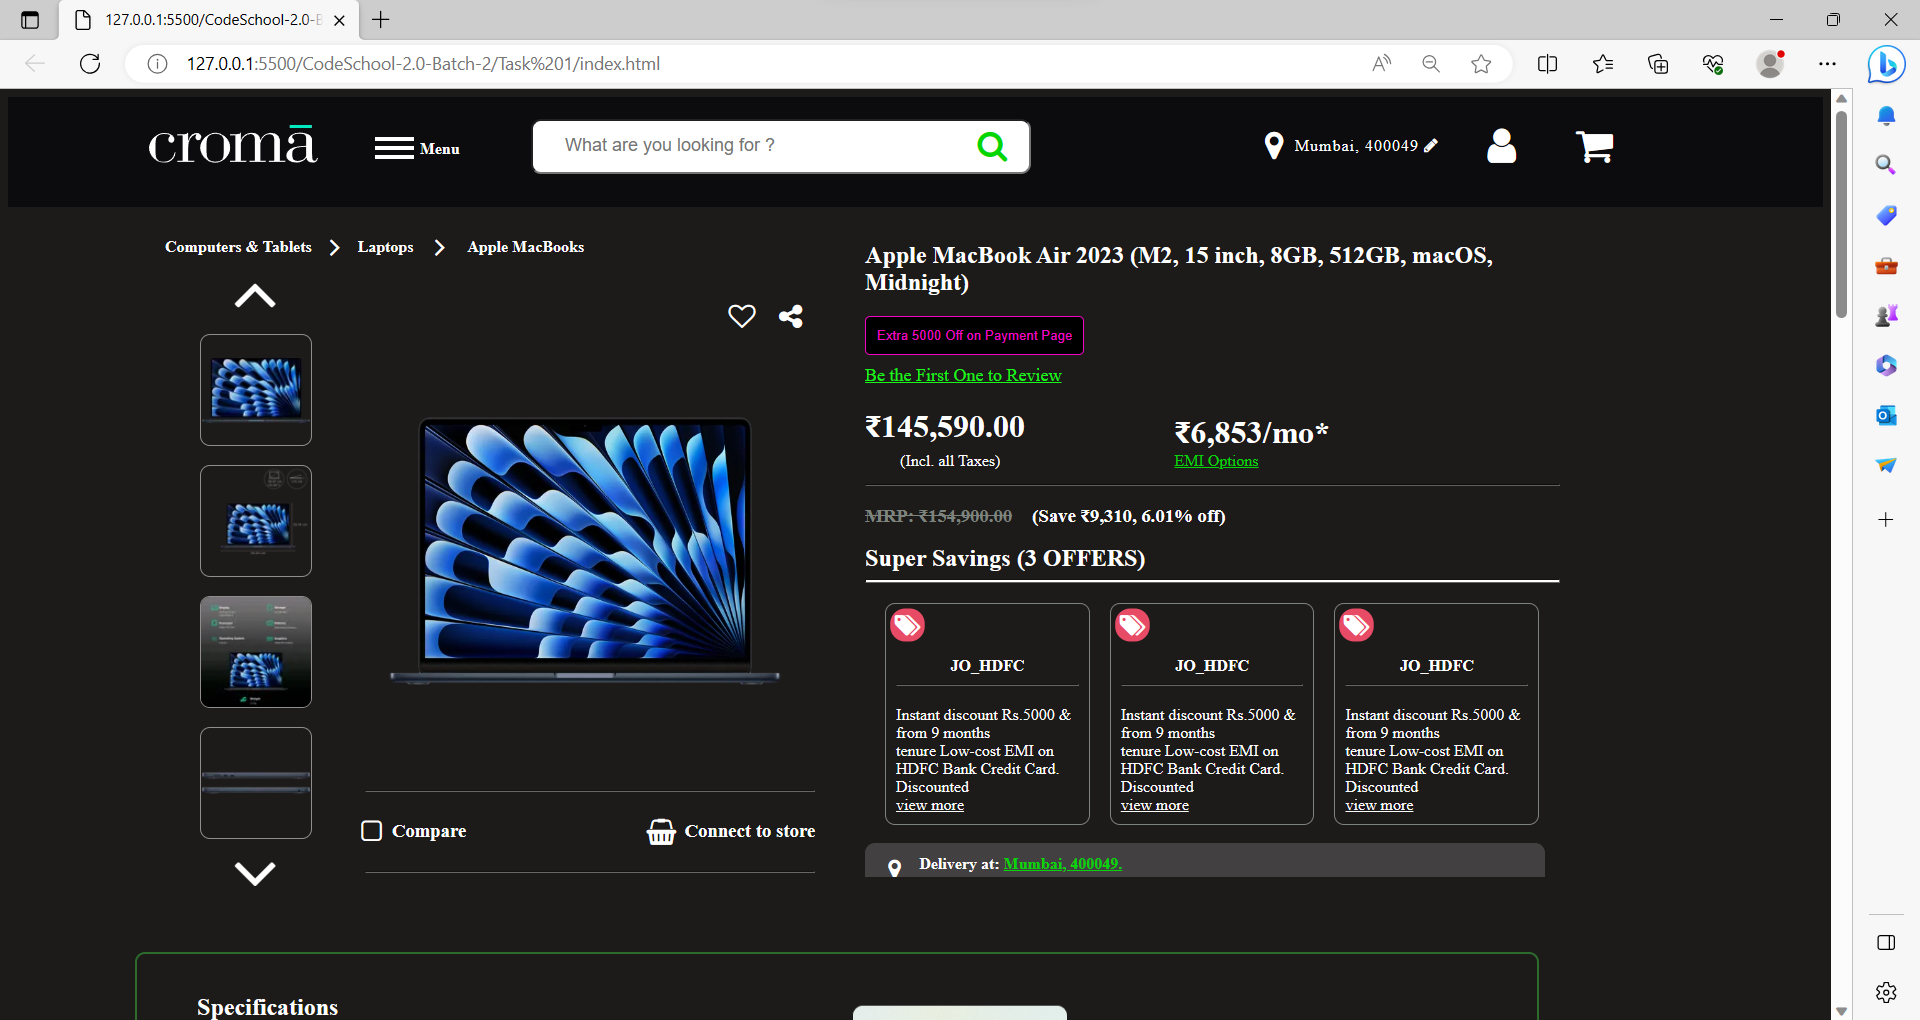 127.0.0.1:5500/CodeSchool-2.0-B
127.0.0.1:5500/CodeSchool-2.0-Batch-2/Task%201/index.html
cromā
Menu
What are you looking for ?
Mumbai, 400049
Computers & Tablets
Laptops
Apple MacBooks
Apple MacBook Air 2023 (M2, 15 inch, 8GB, 512GB, macOS,
Midnight)
Extra 5000 Off on Payment Page
Be the First One to Review
₹145,590.00
(Incl. all Taxes)
₹6,853/mo*
EMI Options
MRP: ₹154,900.00 (Save ₹9,310, 6.01% off)
Super Savings (3 OFFERS)
JO_HDFC
Instant discount Rs.5000 &
from 9 months
tenure Low-cost EMI on
HDFC Bank Credit Card.
Discounted
view more
JO_HDFC
Instant discount Rs.5000 &
from 9 months
tenure Low-cost EMI on
HDFC Bank Credit Card.
Discounted
view more
JO_HDFC
Instant discount Rs.5000 &
from 9 months
tenure Low-cost EMI on
HDFC Bank Credit Card.
Discounted
view more
Compare
Connect to store
Delivery at: Mumbai, 400049.
Specifications